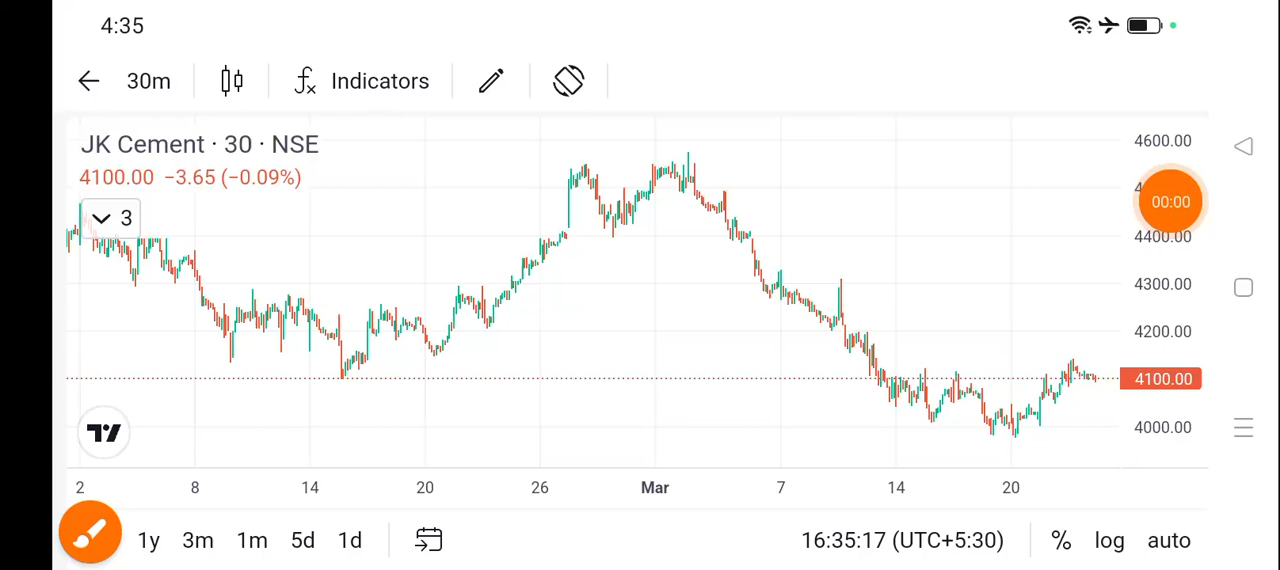 4:35
30m
fx Indicators
JK Cement · 30 · NSE
4100.00 −3.65 (−0.09%)
3
4600.00
00:00
4400.00
4300.00
4200.00
4100.00
4000.00
2 8 14 20 26 Mar 7 14 20
1y 3m 1m 5d 1d 16:35:17 (UTC+5:30) % log auto